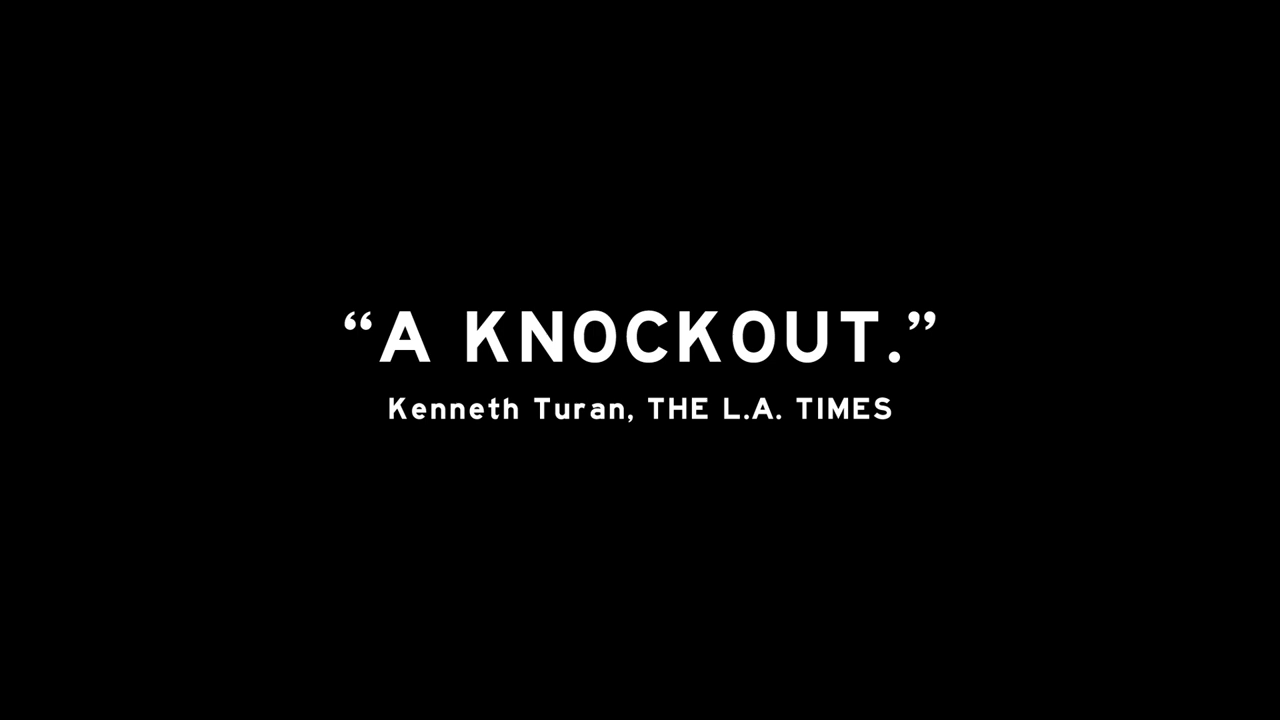 “A KNOCKOUT.”
Kenneth Turan, THE L.A. TIMES